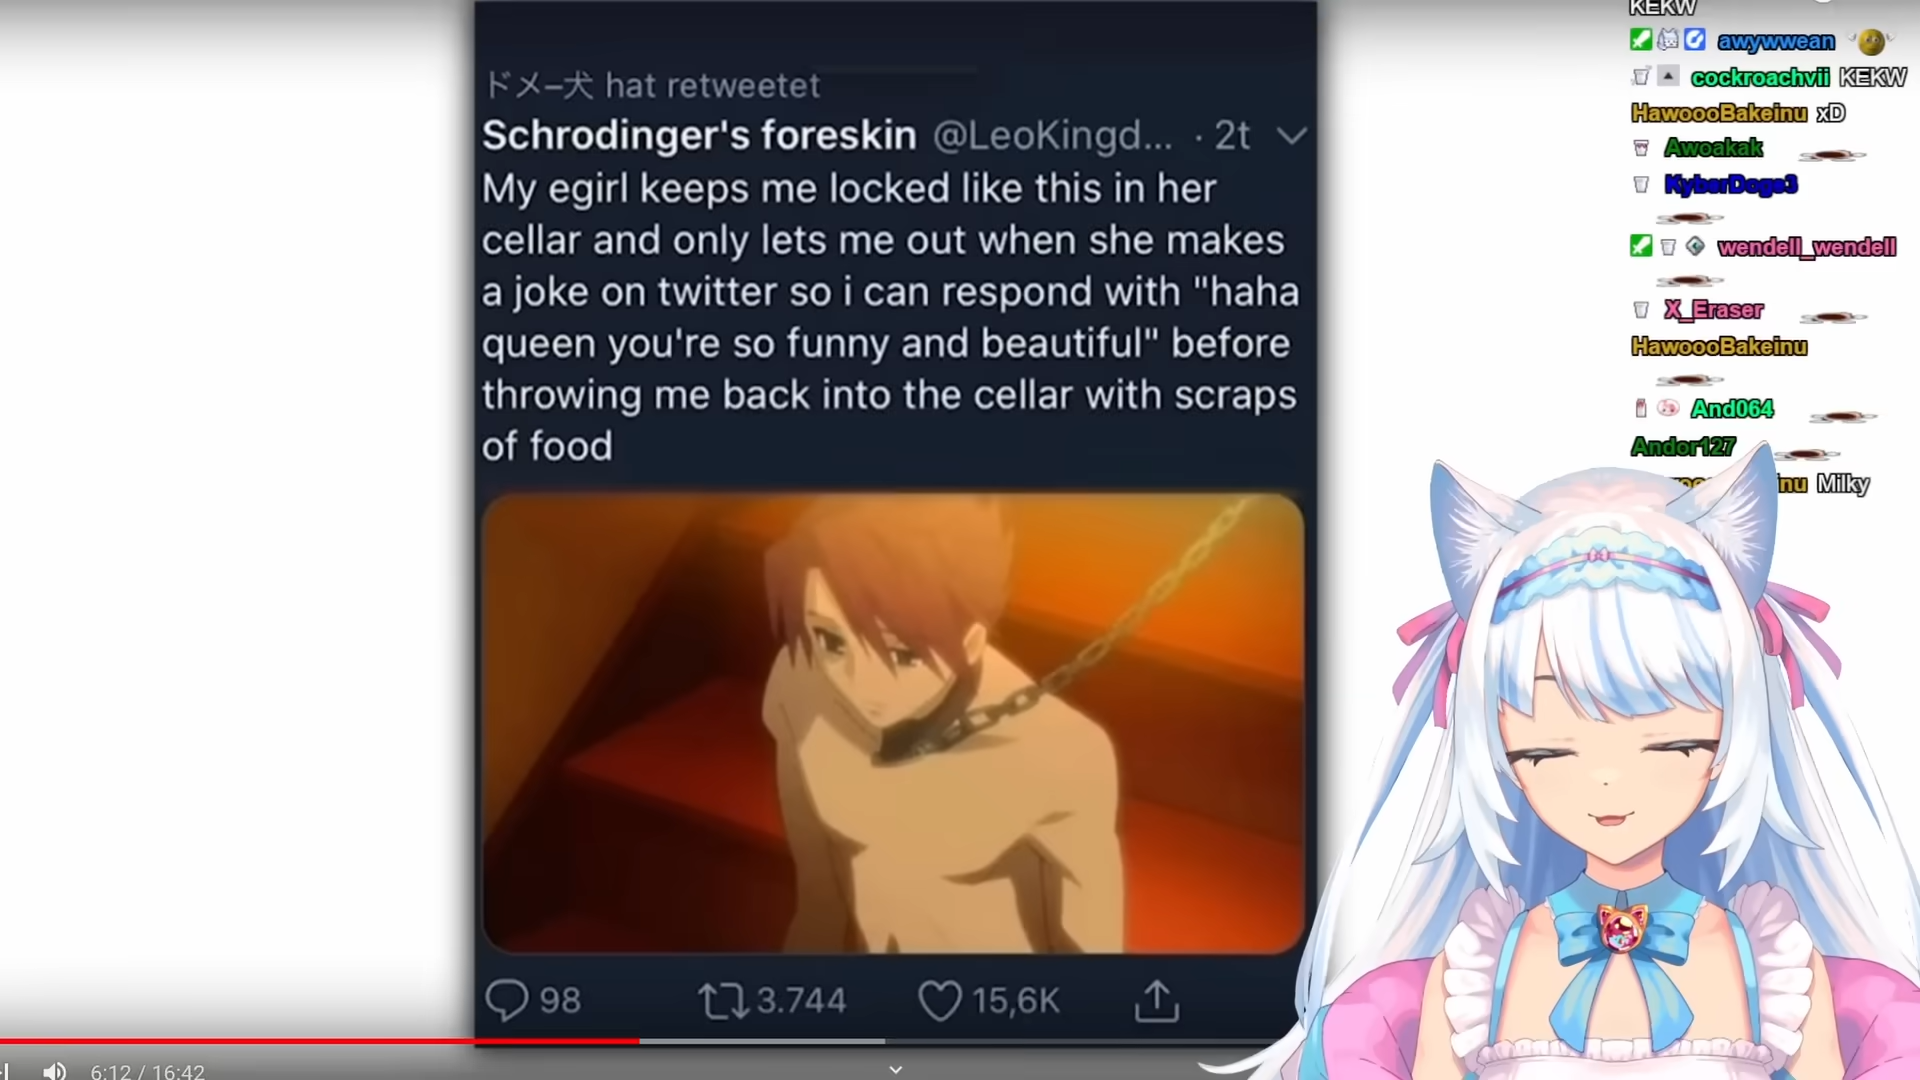 ドメー犬 hat retweetet
Schrodinger's foreskin @LeoKingd... · 2t
My egirl keeps me locked like this in her
cellar and only lets me out when she makes
a joke on twitter so i can respond with "haha
queen you're so funny and beautiful" before
throwing me back into the cellar with scraps
of food
98 3.744 15,6K
6:12 / 16:42
KEKW
awywwean
cockroachvii KEKW
HawoooBakeinu xD
Awoakak
KyberDoge3
wendell_wendell
X_Eraser
HawoooBakeinu
And064
Andor127
inu Milky